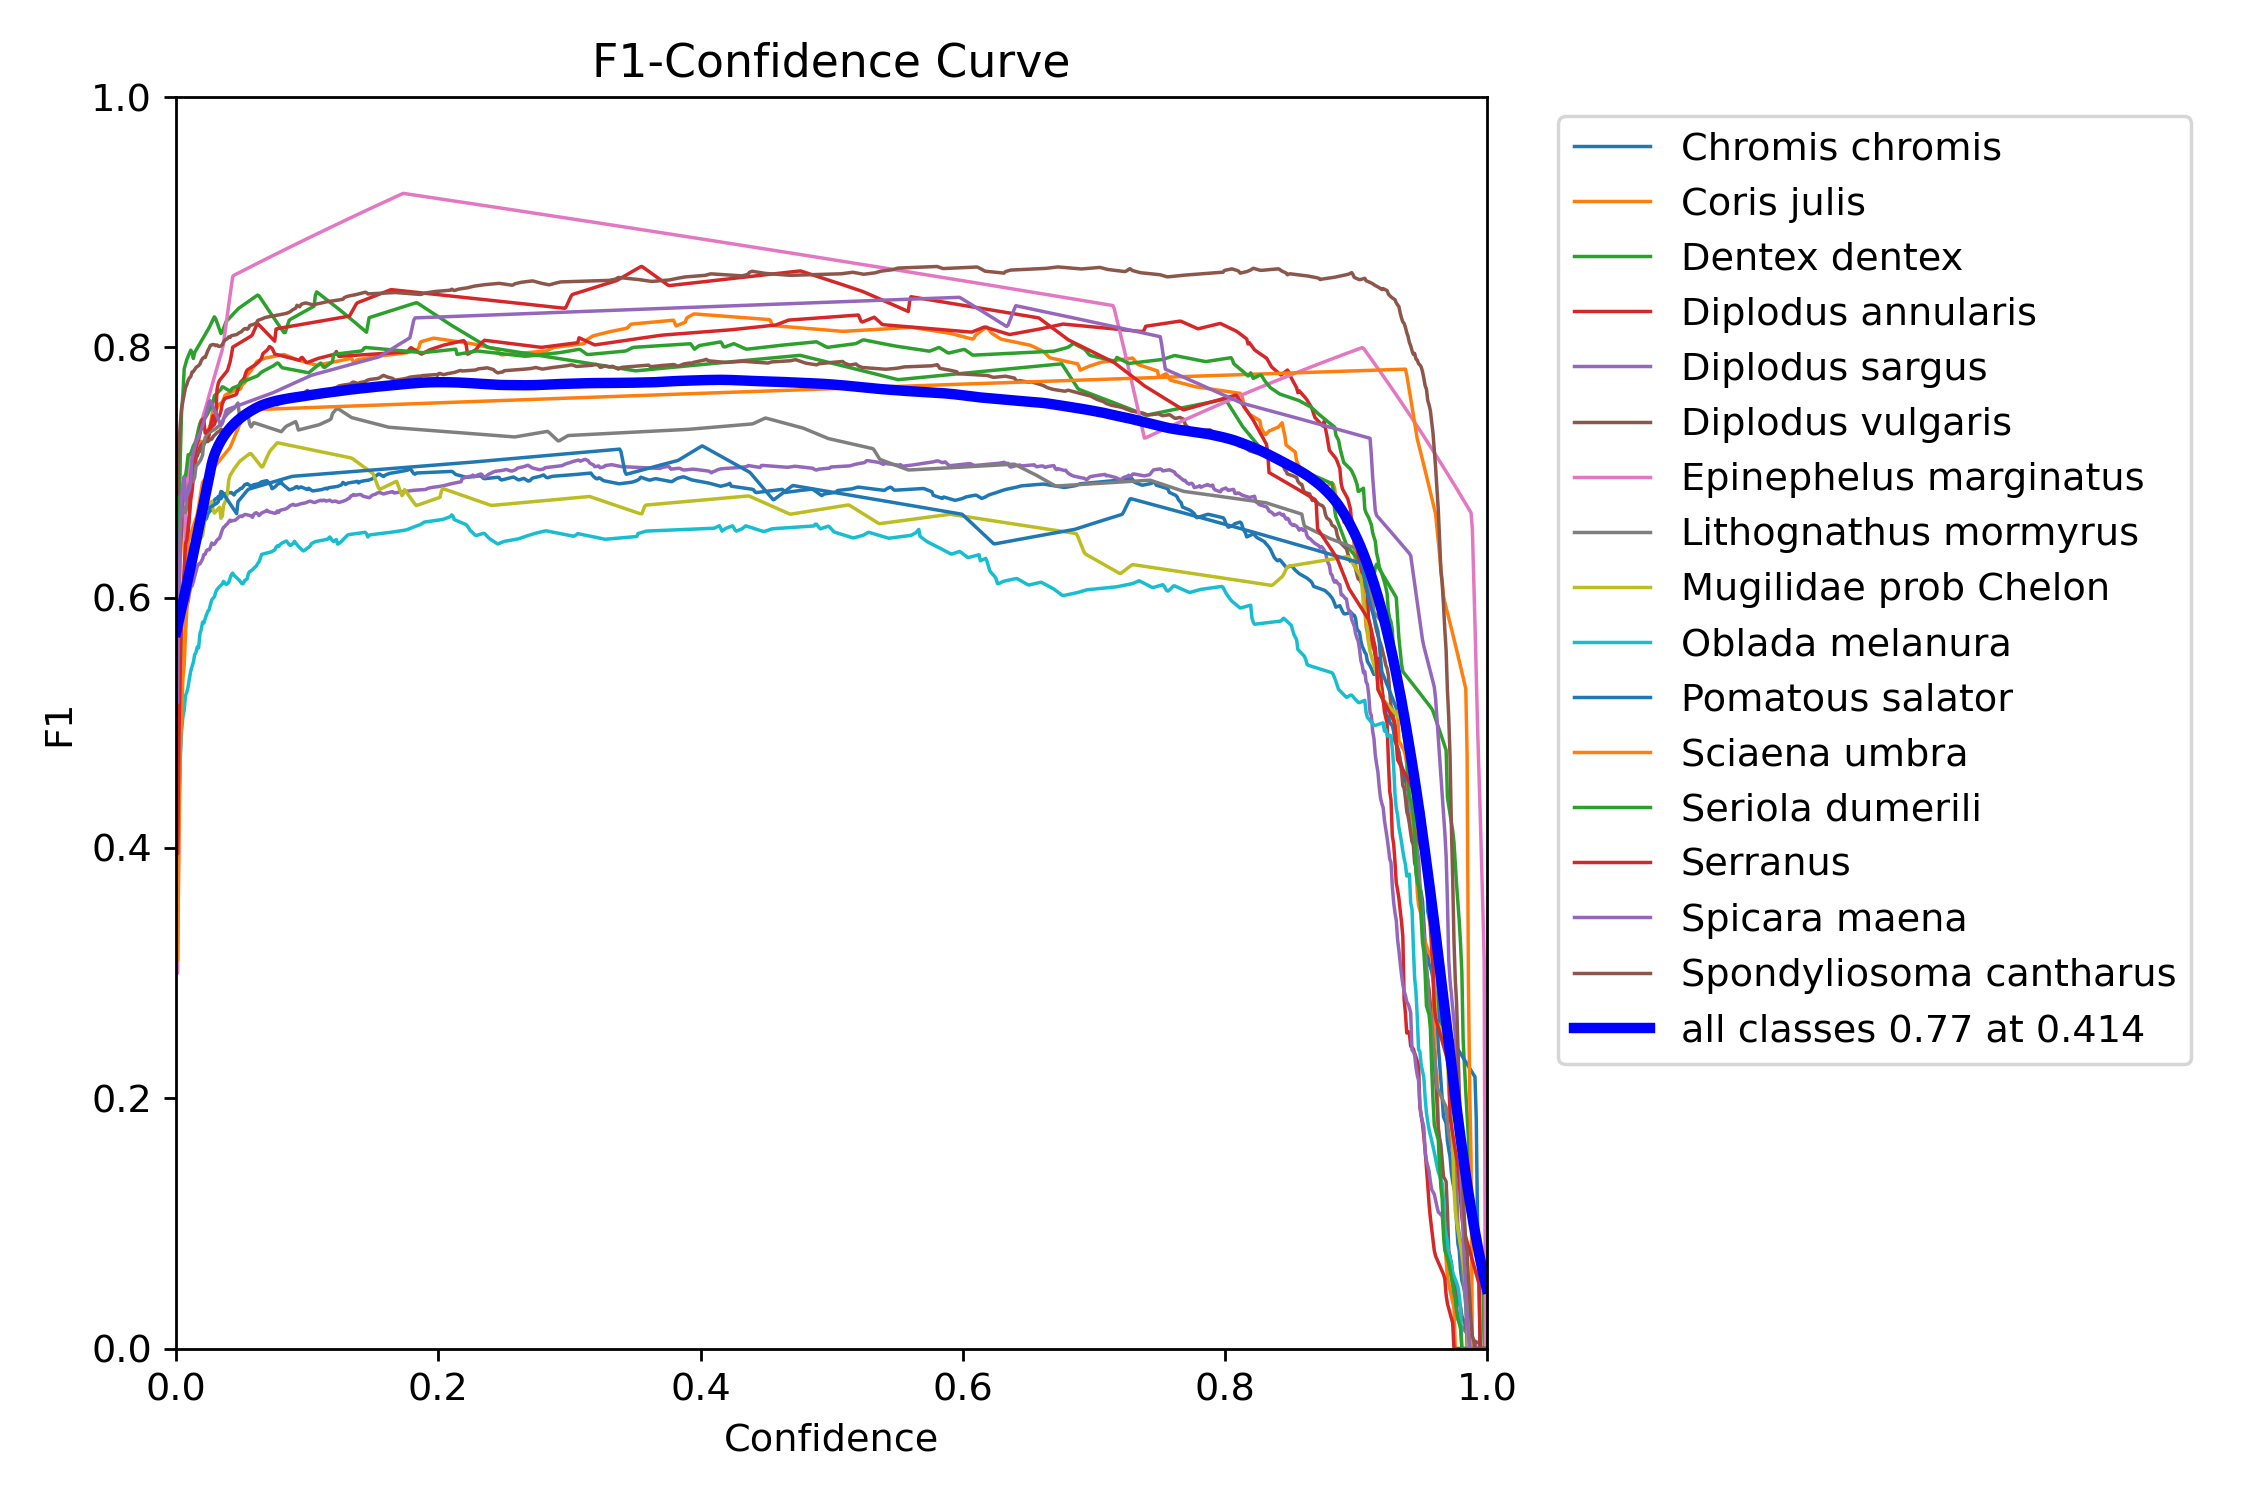 F1-Confidence Curve
1.0
0.8
0.6
0.4
0.2
0.0
F1
0.0 0.2 0.4 0.6 0.8 1.0
Confidence
Chromis chromis
Coris julis
Dentex dentex
Diplodus annularis
Diplodus sargus
Diplodus vulgaris
Epinephelus marginatus
Lithognathus mormyrus
Mugilidae prob Chelon
Oblada melanura
Pomatous salator
Sciaena umbra
Seriola dumerili
Serranus
Spicara maena
Spondyliosoma cantharus
all classes 0.77 at 0.414